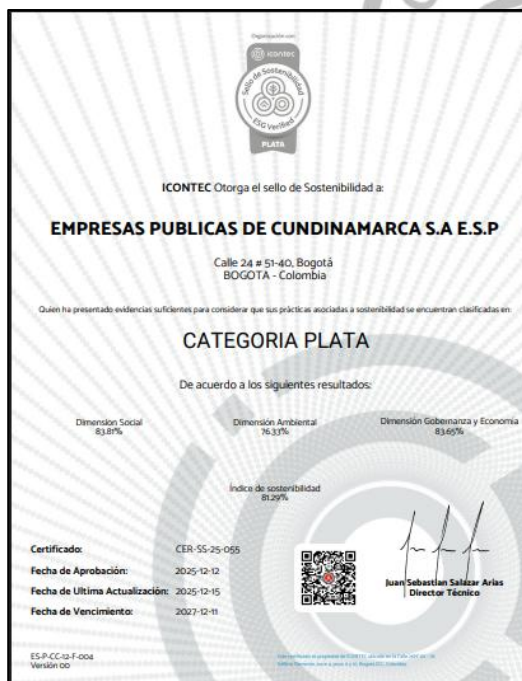 Organización con:
icontec
Sello de Sostenibilidad
ESG Verified
PLATA
ICONTEC Otorga el sello de Sostenibilidad a:
EMPRESAS PUBLICAS DE CUNDINAMARCA S.A E.S.P
Calle 24 # 51-40, Bogotá
BOGOTA - Colombia
Quien ha presentado evidencias suficientes para considerar que sus prácticas asociadas a sostenibilidad se encuentran clasificadas en:
CATEGORIA PLATA
De acuerdo a los siguientes resultados:
Dimension Social Dimensión Ambiental Dimensión Gobernanza y Economia
83.81% 76.33% 83.65%
Índice de sostenibilidad
81.29%
Certificado: CER-SS-25-055
Fecha de Aprobación: 2025-12-12
Fecha de Ultima Actualización: 2025-12-15
Fecha de Vencimiento: 2027-12-11
Juan Sebastian Salazar Arias
Director Técnico
ES-P-CC-12-F-004
Versión 00